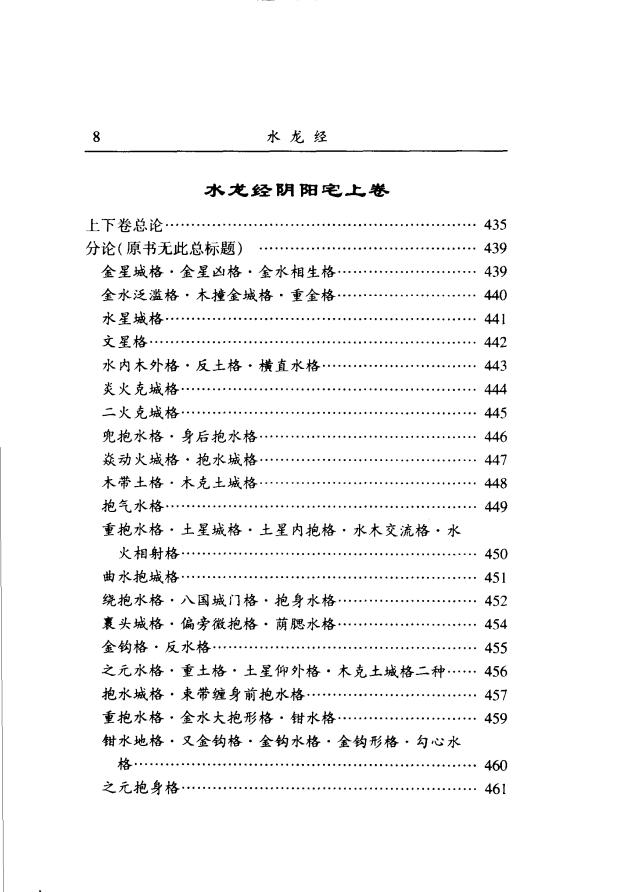 8 水龙经
水龙经阴阳宅上卷
上下卷总论…………………………………………………… 435
分论(原书无此总标题) …………………………………… 439
金星城格·金星凶格·金水相生格……………………… 439
金水泛滥格·木撞金城格·重金格……………………… 440
水星城格…………………………………………………… 441
文星格……………………………………………………… 442
水内木外格·反土格·横直水格………………………… 443
炎火克城格………………………………………………… 444
二火克城格………………………………………………… 445
兜抱水格·身后抱水格…………………………………… 446
焱动火城格·抱水城格…………………………………… 447
木带土格·木克土城格…………………………………… 448
抱气水格…………………………………………………… 449
重抱水格·土星城格·土星内抱格·水木交流格·水
火相射格…………………………………………………… 450
曲水抱城格………………………………………………… 451
绕抱水格·八国城门格·抱身水格……………………… 452
裹头城格·偏旁微抱格·荫腮水格……………………… 454
金钩格·反水格…………………………………………… 455
之元水格·重土格·土星仰外格·木克土城格二种…… 456
抱水城格·束带缠身前抱水格…………………………… 457
重抱水格·金水大抱形格·钳水格……………………… 459
钳水地格·又金钩格·金钩水格·金钩形格·勾心水
格…………………………………………………………… 460
之元抱身格………………………………………………… 461